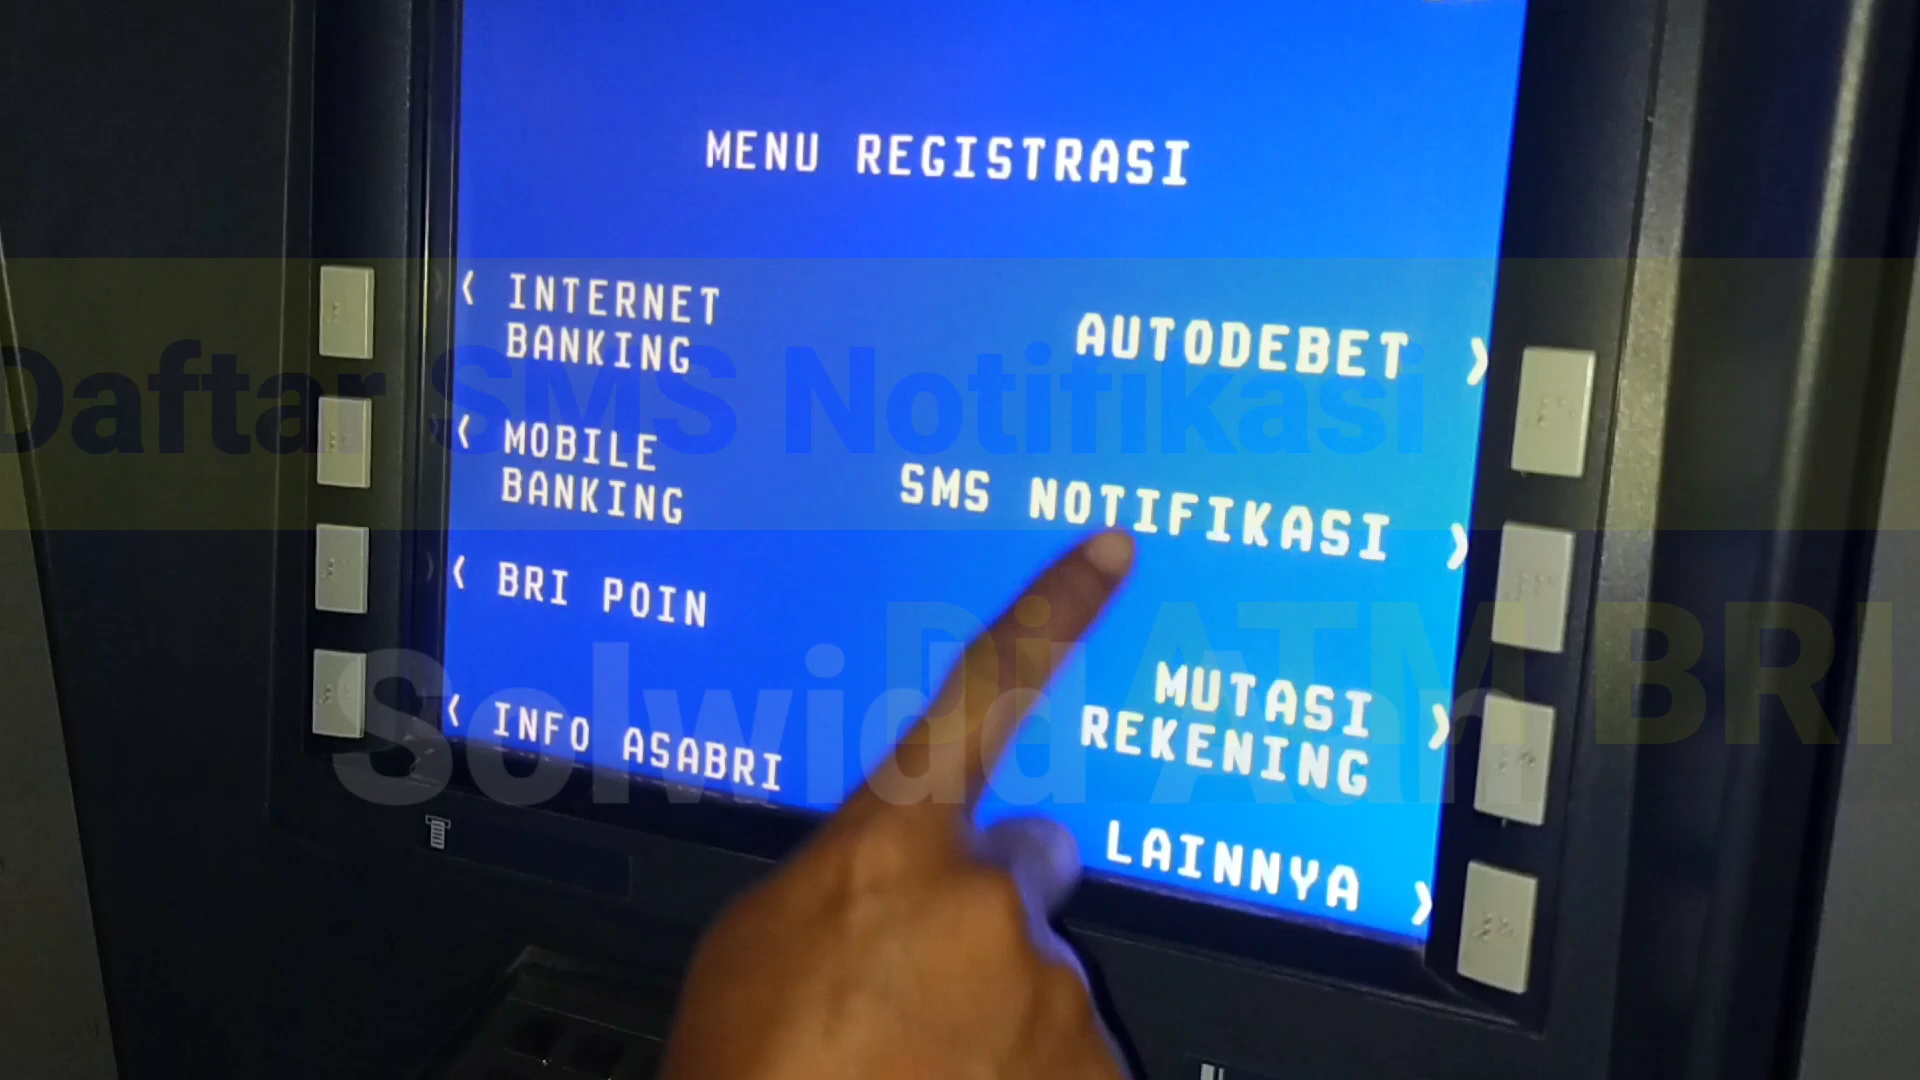 MENU REGISTRASI
INTERNET
BANKING
AUTODEBET
Daftar SMS Notifikasi
MOBILE
BANKING
SMS NOTIFIKASI
BRI POIN
Di ATM BRI
Solwidd Aan
INFO ASABRI
MUTASI
REKENING
LAINNYA